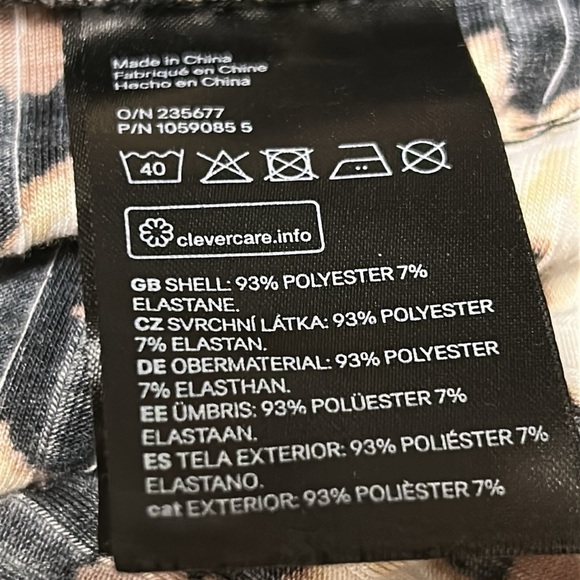 Made in China
Fabriqué en Chine
Hecho en China
O/N 235677
P/N 1059085 5
40
clevercare.info
GB SHELL: 93% POLYESTER 7%
ELASTANE.
CZ SVRCHNÍ LÁTKA: 93% POLYESTER
7% ELASTAN.
DE OBERMATERIAL: 93% POLYESTER
7% ELASTHAN.
EE ÜMBRIS: 93% POLÜESTER 7%
ELASTAAN.
ES TELA EXTERIOR: 93% POLIÉSTER 7%
ELASTANO.
cat EXTERIOR: 93% POLIÈSTER 7%